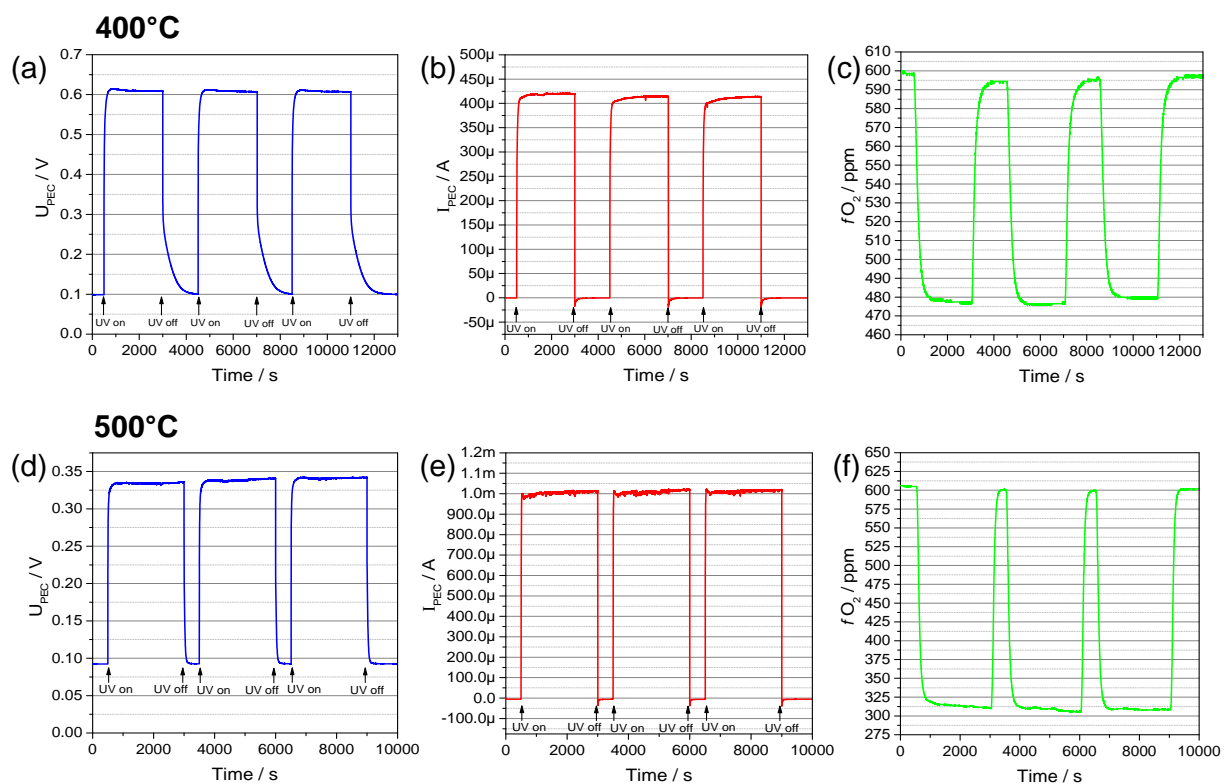 400°C
(a)
0.7
0.6
0.5
0.4
0.3
0.2
0.1
0.0
U_PEC / V
UV on UV off UV on UV off UV on UV off
0 2000 4000 6000 8000 10000 12000
Time / s
(b)
500µ
450µ
400µ
350µ
300µ
250µ
200µ
150µ
100µ
50µ
0
-50µ
I_PEC / A
UV on UV off UV on UV off UV on UV off
0 2000 4000 6000 8000 10000 12000
Time / s
(c)
610
600
590
580
570
560
550
540
530
520
510
500
490
480
470
460
fO₂ / ppm
0 2000 4000 6000 8000 10000 12000
Time / s
500°C
(d)
0.35
0.30
0.25
0.20
0.15
0.10
0.05
0.00
U_PEC / V
UV on UV off UV on UV off UV on UV off
0 2000 4000 6000 8000 10000
Time / s
(e)
1.2m
1.1m
1.0m
900.0µ
800.0µ
700.0µ
600.0µ
500.0µ
400.0µ
300.0µ
200.0µ
100.0µ
0.0
-100.0µ
I_PEC / A
UV on UV off UV on UV off UV on UV off
0 2000 4000 6000 8000 10000
Time / s
(f)
650
625
600
575
550
525
500
475
450
425
400
375
350
325
300
275
fO₂ / ppm
0 2000 4000 6000 8000 10000
Time / s